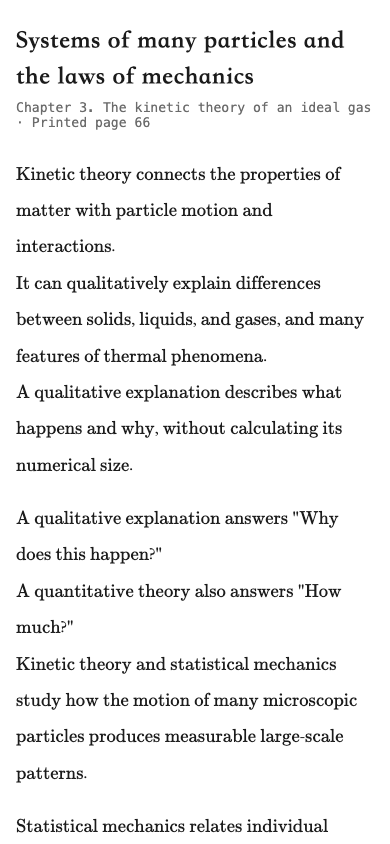 Systems of many particles and
the laws of mechanics
Chapter 3. The kinetic theory of an ideal gas
· Printed page 66
Kinetic theory connects the properties of
matter with particle motion and
interactions.
It can qualitatively explain differences
between solids, liquids, and gases, and many
features of thermal phenomena.
A qualitative explanation describes what
happens and why, without calculating its
numerical size.
A qualitative explanation answers "Why
does this happen?"
A quantitative theory also answers "How
much?"
Kinetic theory and statistical mechanics
study how the motion of many microscopic
particles produces measurable large-scale
patterns.
Statistical mechanics relates individual